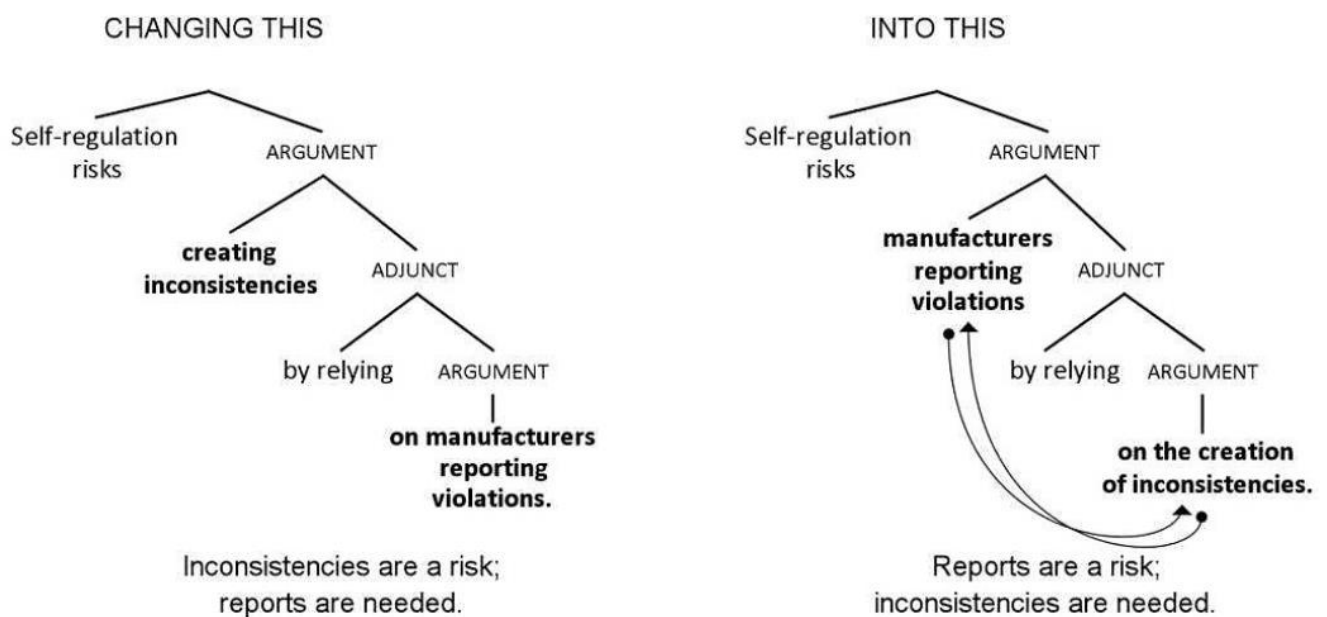 CHANGING THIS
Self-regulation
risks
ARGUMENT
creating
inconsistencies
ADJUNCT
by relying
ARGUMENT
on manufacturers
reporting
violations.
Inconsistencies are a risk;
reports are needed.
INTO THIS
Self-regulation
risks
ARGUMENT
manufacturers
reporting
violations
ADJUNCT
by relying
ARGUMENT
on the creation
of inconsistencies.
Reports are a risk;
inconsistencies are needed.